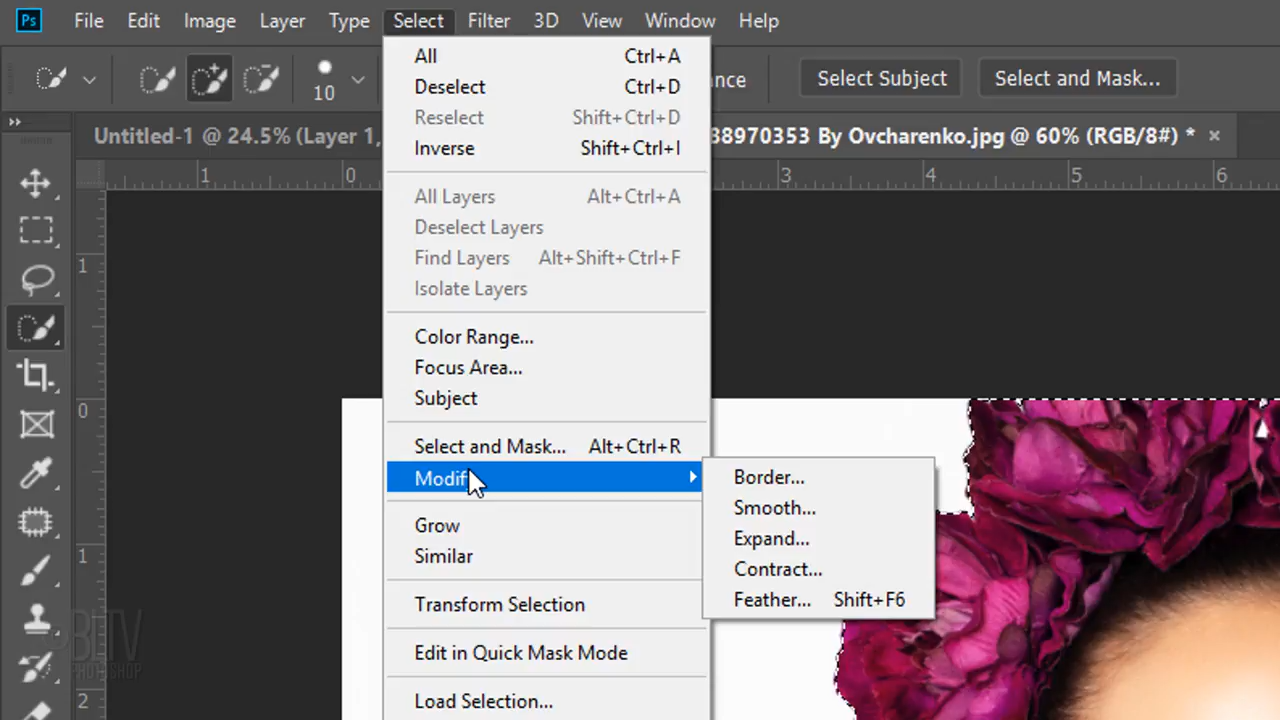 Ps File Edit Image Layer Type Select Filter 3D View Window Help
10 ance Select Subject Select and Mask...
Untitled-1 @ 24.5% (Layer 1, 88970353 By Ovcharenko.jpg @ 60% (RGB/8#) * ×
1 0 3 4 5 6
All Ctrl+A
Deselect Ctrl+D
Reselect Shift+Ctrl+D
Inverse Shift+Ctrl+I
All Layers Alt+Ctrl+A
Deselect Layers
Find Layers Alt+Shift+Ctrl+F
Isolate Layers
Color Range...
Focus Area...
Subject
Select and Mask... Alt+Ctrl+R
Modify
Grow
Similar
Transform Selection
Edit in Quick Mask Mode
Load Selection...
Border...
Smooth...
Expand...
Contract...
Feather... Shift+F6
1
0
1
2
BLTV
PHOTOSHOP